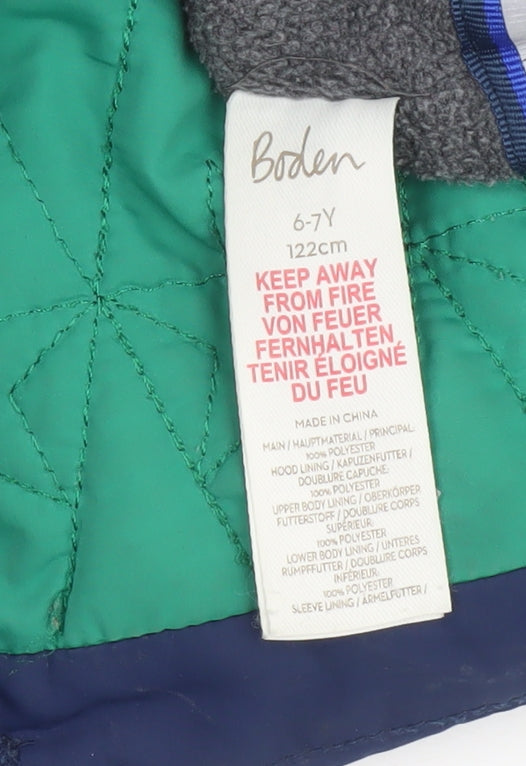 Boden
6-7Y
122cm
KEEP AWAY
FROM FIRE
VON FEUER
FERNHALTEN
TENIR ÉLOIGNÉ
DU FEU
MADE IN CHINA
MAIN / HAUPTMATERIAL / PRINCIPAL:
100% POLYESTER
HOOD LINING / KAPUZENFUTTER /
DOUBLURE CAPUCHE:
100% POLYESTER
UPPER BODY LINING / OBERKÖRPER
FUTTERSTOFF / DOUBLURE CORPS
SUPÉRIEUR:
100% POLYESTER
LOWER BODY LINING / UNTERES
RUMPFFUTTER / DOUBLURE CORPS
INFÉRIEUR:
100% POLYESTER
SLEEVE LINING / ÄRMELFUTTER /